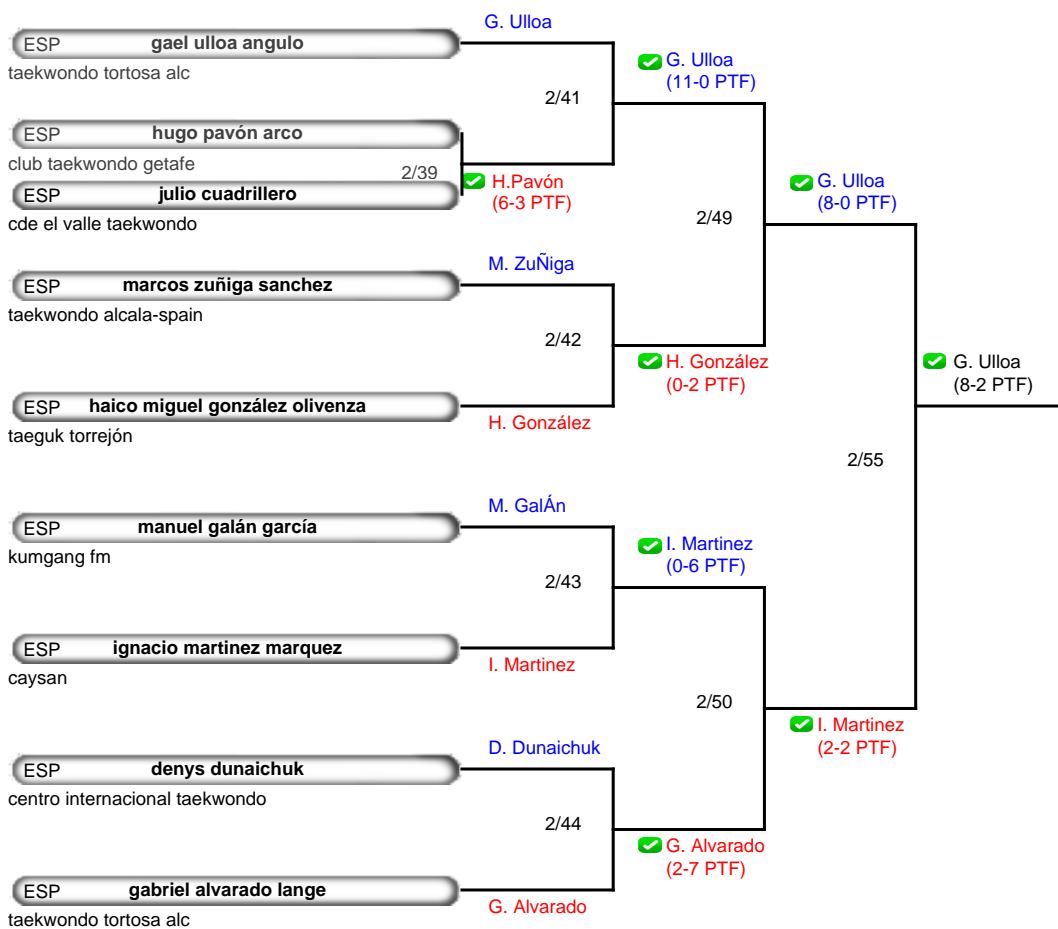 G. Ulloa
ESP gael ulloa angulo
taekwondo tortosa alc
G. Ulloa
(11-0 PTF)
2/41
ESP hugo pavón arco
club taekwondo getafe
2/39
H.Pavón
(6-3 PTF)
ESP julio cuadrillero
cde el valle taekwondo
G. Ulloa
(8-0 PTF)
2/49
M. ZuÑiga
ESP marcos zuñiga sanchez
taekwondo alcala-spain
2/42
H. González
(0-2 PTF)
G. Ulloa
(8-2 PTF)
ESP haico miguel gonzález olivenza
taeguk torrejón
H. González
2/55
M. GalÁn
ESP manuel galán garcía
kumgang fm
I. Martinez
(0-6 PTF)
2/43
ESP ignacio martinez marquez
caysan
I. Martinez
2/50
I. Martinez
(2-2 PTF)
D. Dunaichuk
ESP denys dunaichuk
centro internacional taekwondo
2/44
G. Alvarado
(2-7 PTF)
ESP gabriel alvarado lange
taekwondo tortosa alc
G. Alvarado